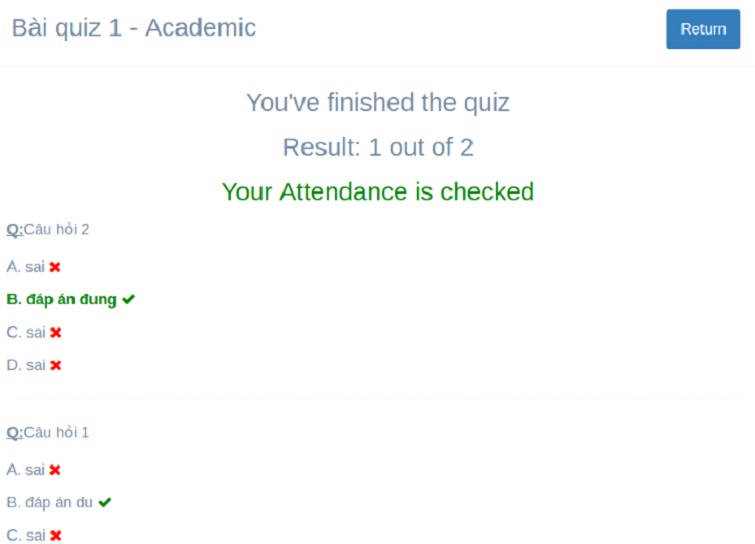 Bài quiz 1 - Academic
Return
You've finished the quiz
Result: 1 out of 2
Your Attendance is checked
Q:Câu hỏi 2
A. sai
B. đáp án đung
C. sai
D. sai
Q:Câu hỏi 1
A. sai
B. đáp án du
C. sai